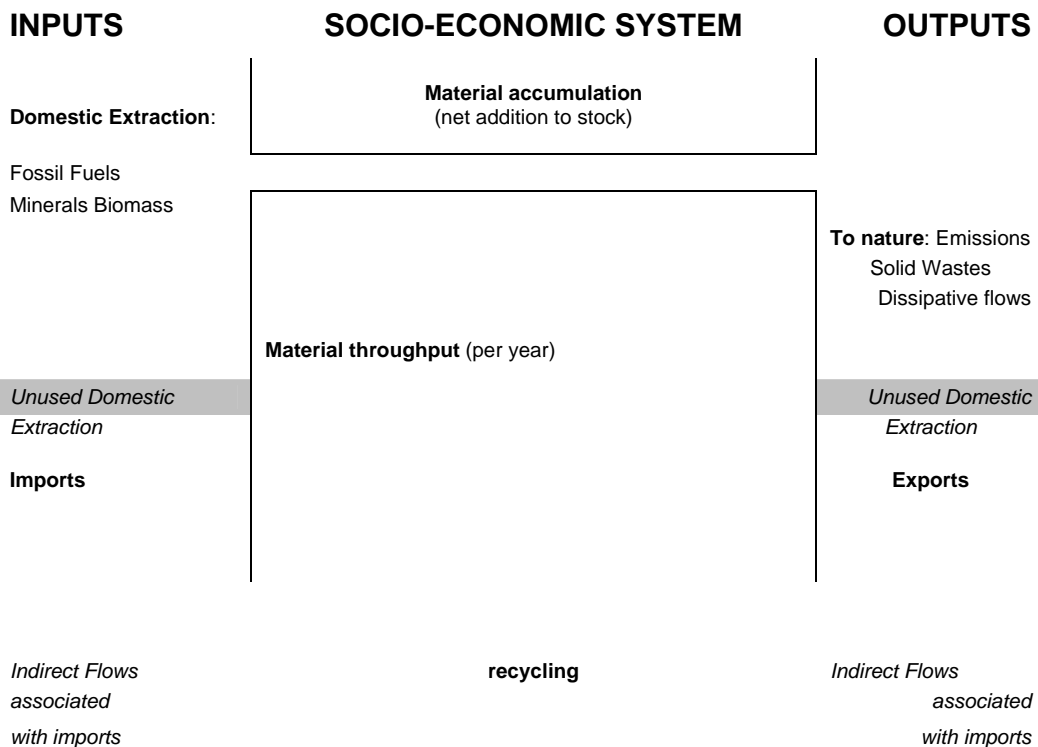 INPUTS SOCIO-ECONOMIC SYSTEM OUTPUTS
Material accumulation
Domestic Extraction: (net addition to stock)
Fossil Fuels
Minerals Biomass
To nature: Emissions
Solid Wastes
Dissipative flows
Material throughput (per year)
Unused Domestic Unused Domestic
Extraction Extraction
Imports Exports
Indirect Flows recycling Indirect Flows
associated associated
with imports with imports